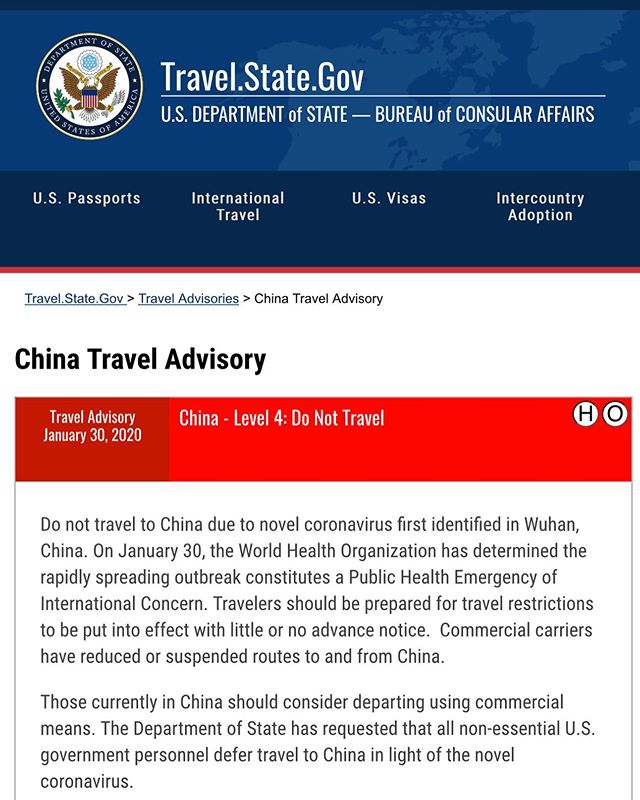 DEPARTMENT OF STATE
UNITED STATES OF AMERICA
Travel.State.Gov
U.S. DEPARTMENT of STATE — BUREAU of CONSULAR AFFAIRS
U.S. Passports
International
Travel
U.S. Visas
Intercountry
Adoption
Travel.State.Gov > Travel Advisories > China Travel Advisory
China Travel Advisory
Travel Advisory
January 30, 2020
China - Level 4: Do Not Travel
H O
Do not travel to China due to novel coronavirus first identified in Wuhan,
China. On January 30, the World Health Organization has determined the
rapidly spreading outbreak constitutes a Public Health Emergency of
International Concern. Travelers should be prepared for travel restrictions
to be put into effect with little or no advance notice.  Commercial carriers
have reduced or suspended routes to and from China.
Those currently in China should consider departing using commercial
means. The Department of State has requested that all non-essential U.S.
government personnel defer travel to China in light of the novel
coronavirus.